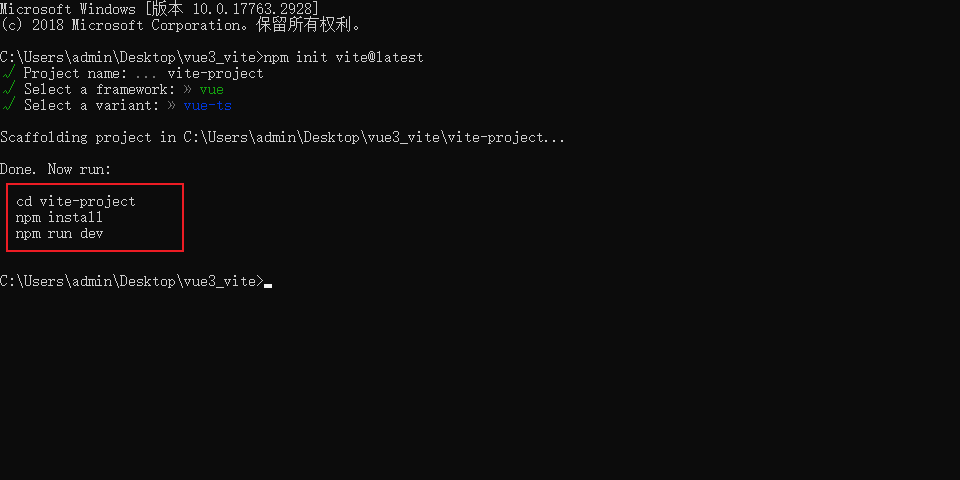 Microsoft Windows [版本 10.0.17763.2928]
(c) 2018 Microsoft Corporation。保留所有权利。
C:\Users\admin\Desktop\vue3_vite>npm init vite@latest
√ Project name: ... vite-project
√ Select a framework: » vue
√ Select a variant: » vue-ts
Scaffolding project in C:\Users\admin\Desktop\vue3_vite\vite-project...
Done. Now run:
cd vite-project
npm install
npm run dev
C:\Users\admin\Desktop\vue3_vite>